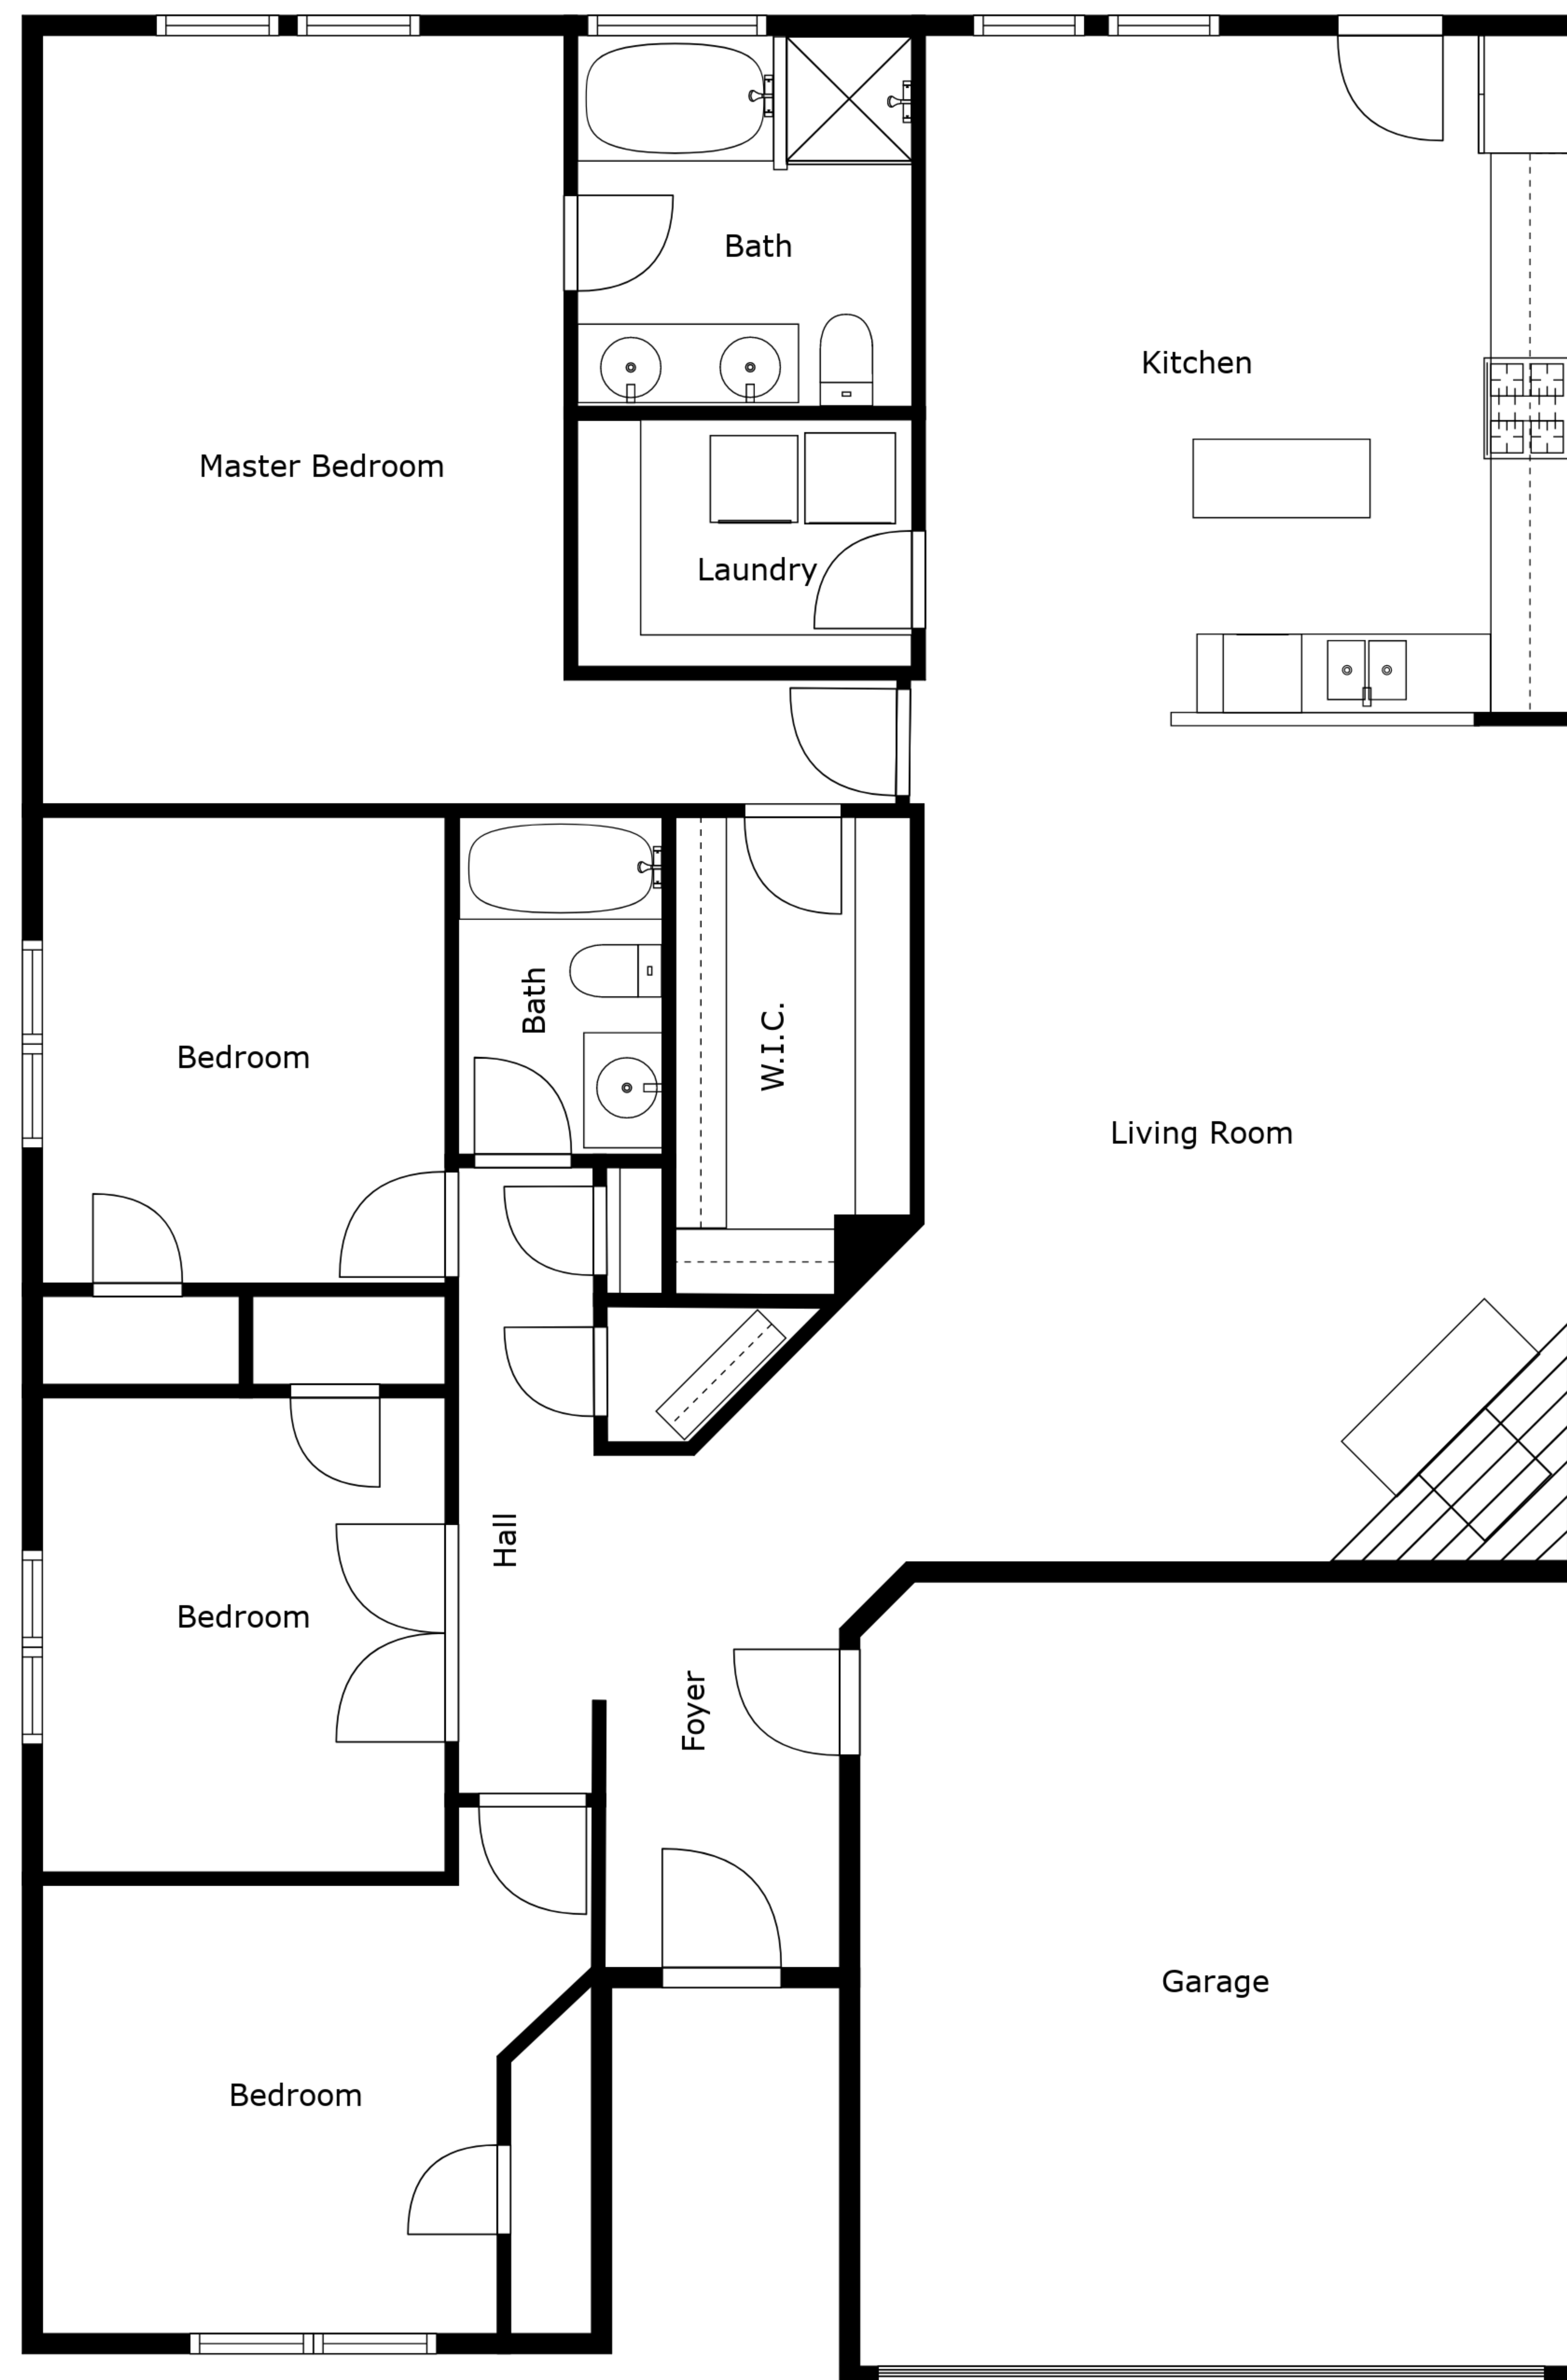 Bath
Kitchen
Master Bedroom
Laundry
Bath
W.I.C.
Bedroom
Living Room
Hall
Bedroom
Foyer
Garage
Bedroom